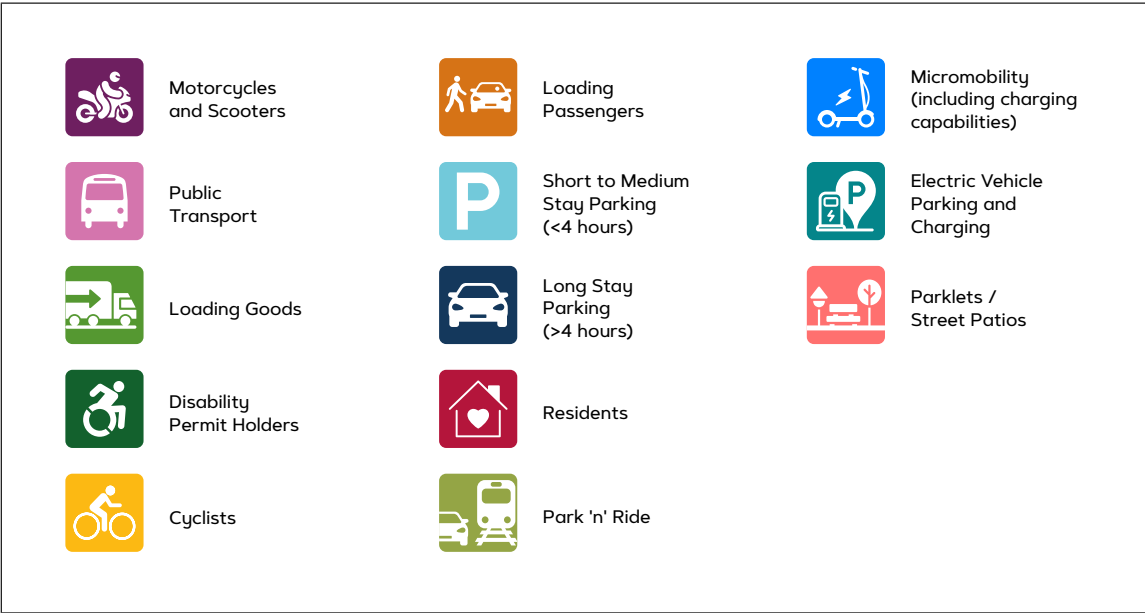 Motorcycles
and Scooters
Public
Transport
Loading Goods
Disability
Permit Holders
Cyclists
Loading
Passengers
P
Short to Medium
Stay Parking
(<4 hours)
Long Stay
Parking
(>4 hours)
Residents
Park 'n' Ride
Micromobility
(including charging
capabilities)
P
Electric Vehicle
Parking and
Charging
Parklets /
Street Patios